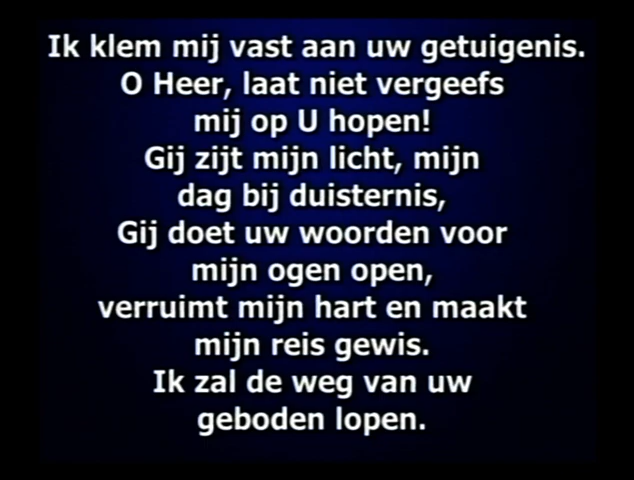 Ik klem mij vast aan uw getuigenis.
O Heer, laat niet vergeefs
mij op U hopen!
Gij zijt mijn licht, mijn
dag bij duisternis,
Gij doet uw woorden voor
mijn ogen open,
verruimt mijn hart en maakt
mijn reis gewis.
Ik zal de weg van uw
geboden lopen.